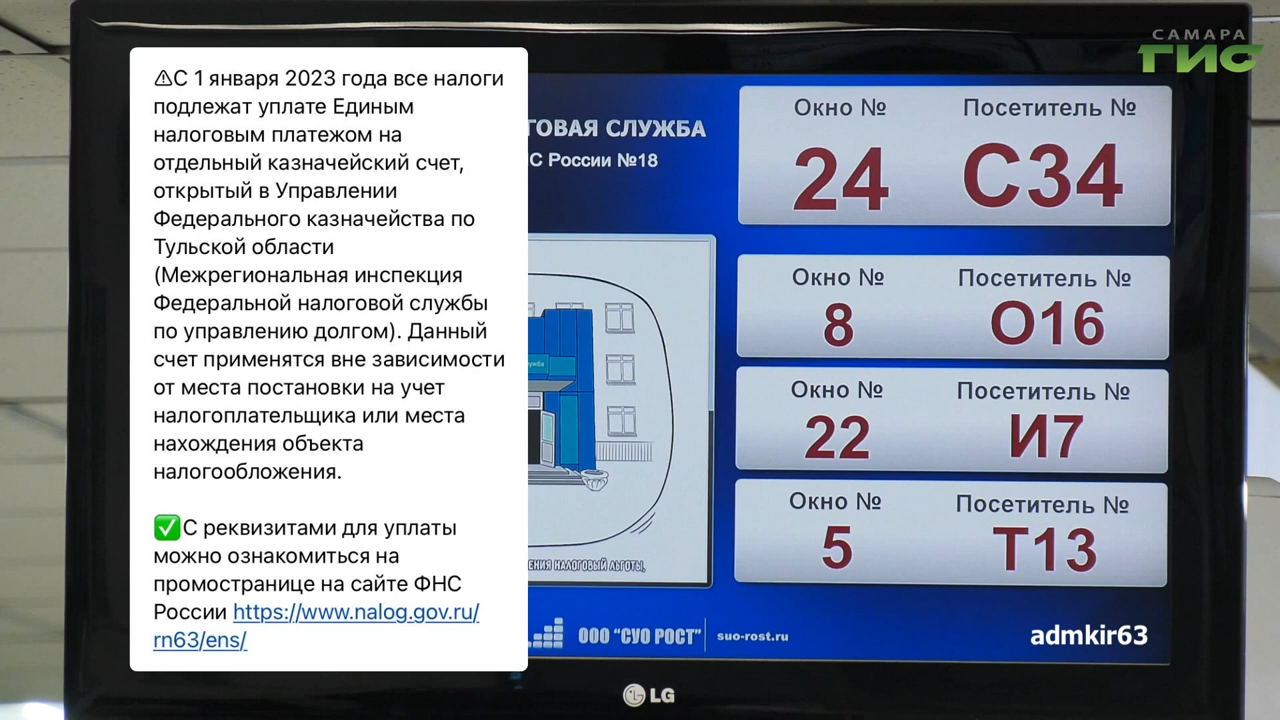 САМАРА
ГИС
⚠С 1 января 2023 года все налоги
подлежат уплате Единым
налоговым платежом на
отдельный казначейский счет,
открытый в Управлении
Федерального казначейства по
Тульской области
(Межрегиональная инспекция
Федеральной налоговой службы
по управлению долгом). Данный
счет применятся вне зависимости
от места постановки на учет
налогоплательщика или места
нахождения объекта
налогообложения.
✅С реквизитами для уплаты
можно ознакомиться на
промостранице на сайте ФНС
России https://www.nalog.gov.ru/
rn63/ens/
СЛУЖБА
С России №18
НАЛОГОВЫЙ ЛЬГОТЫ,
Окно № Посетитель №
24 С34
Окно № Посетитель №
8 О16
Окно № Посетитель №
22 И7
Окно № Посетитель №
5 Т13
ООО "СУО РОСТ" suo-rost.ru
admkir63
LG